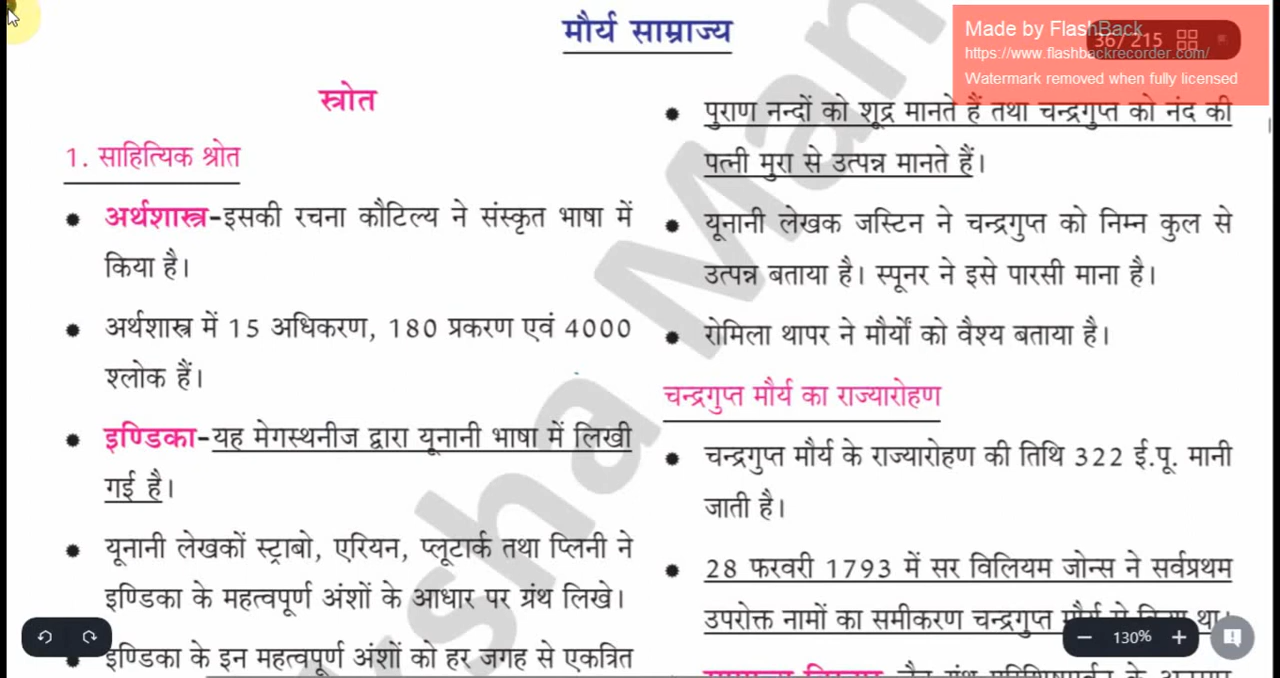 मौर्य साम्राज्य
Made by FlashBack
https://www.flashbackrecorder.com/
Watermark removed when fully licensed
36/215
स्त्रोत
1. साहित्यिक श्रोत
अर्थशास्त्र-इसकी रचना कौटिल्य ने संस्कृत भाषा में
किया है।
अर्थशास्त्र में 15 अधिकरण, 180 प्रकरण एवं 4000
श्लोक हैं।
इण्डिका-यह मेगस्थनीज द्वारा यूनानी भाषा में लिखी
गई है।
यूनानी लेखकों स्ट्राबो, एरियन, प्लूटार्क तथा प्लिनी ने
इण्डिका के महत्वपूर्ण अंशों के आधार पर ग्रंथ लिखे।
इण्डिका के इन महत्वपूर्ण अंशों को हर जगह से एकत्रित
पुराण नन्दों को शूद्र मानते हैं तथा चन्द्रगुप्त को नंद की
पत्नी मुरा से उत्पन्न मानते हैं।
यूनानी लेखक जस्टिन ने चन्द्रगुप्त को निम्न कुल से
उत्पन्न बताया है। स्पूनर ने इसे पारसी माना है।
रोमिला थापर ने मौर्यों को वैश्य बताया है।
चन्द्रगुप्त मौर्य का राज्यारोहण
चन्द्रगुप्त मौर्य के राज्यारोहण की तिथि 322 ई.पू. मानी
जाती है।
28 फरवरी 1793 में सर विलियम जोन्स ने सर्वप्रथम
उपरोक्त नामों का समीकरण चन्द्रगुप्त
130%